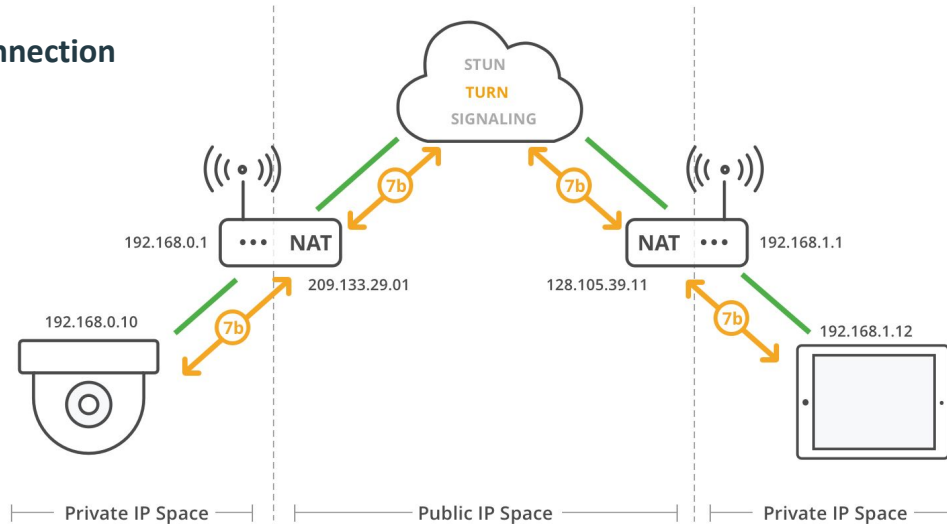 nnection
STUN
TURN
SIGNALING
7b
7b
192.168.0.1
NAT
NAT
192.168.1.1
209.133.29.01
128.105.39.11
192.168.0.10
7b
7b
192.168.1.12
Private IP Space
Public IP Space
Private IP Space